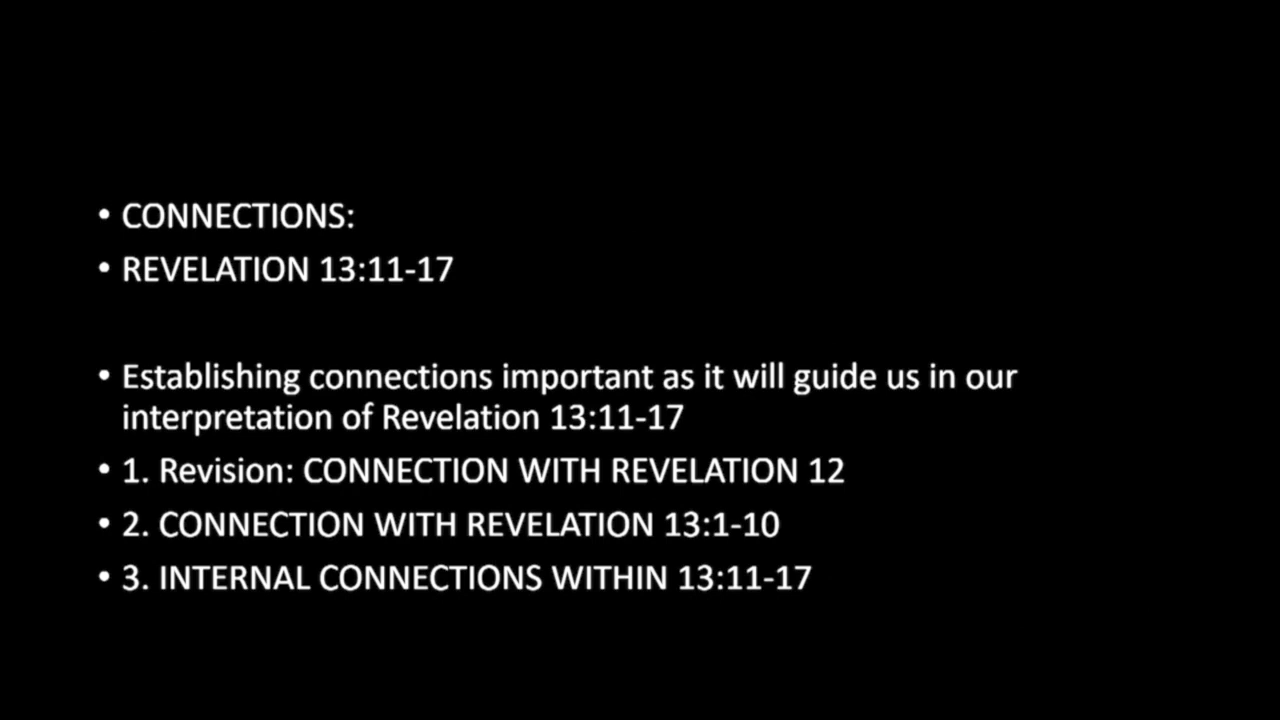 • CONNECTIONS:
• REVELATION 13:11-17
• Establishing connections important as it will guide us in our
interpretation of Revelation 13:11-17
• 1. Revision: CONNECTION WITH REVELATION 12
• 2. CONNECTION WITH REVELATION 13:1-10
• 3. INTERNAL CONNECTIONS WITHIN 13:11-17